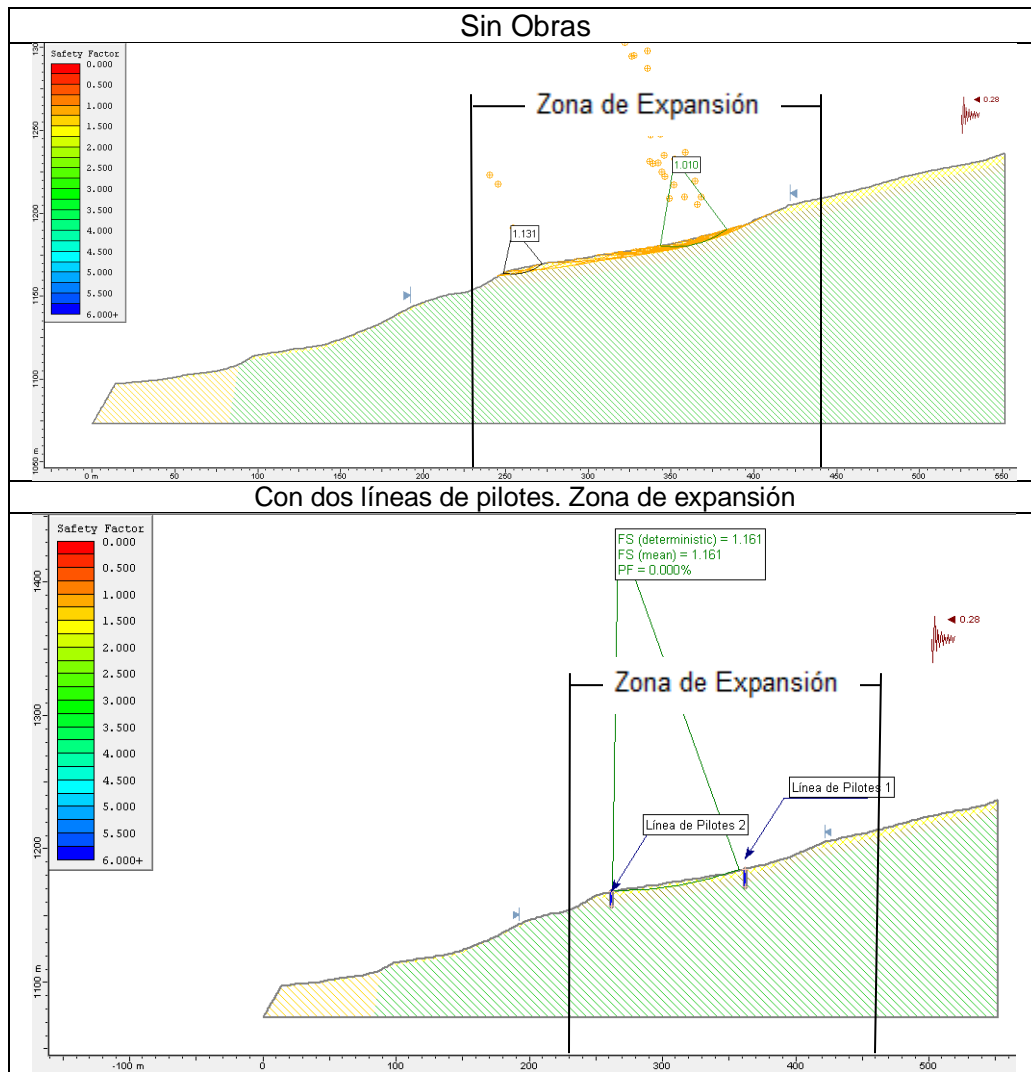 Sin Obras
Safety Factor
0.000
0.500
1.000
1.500
2.000
2.500
3.000
3.500
4.000
4.500
5.000
5.500
6.000+
1250
1200
1150
1100
1050 m
Zona de Expansión
0.28
1.010
1.131
0 m 50 100 150 200 250 300 350 400 450 500 550
Con dos líneas de pilotes. Zona de expansión
Safety Factor
0.000
0.500
1.000
1.500
2.000
2.500
3.000
3.500
4.000
4.500
5.000
5.500
6.000+
1400
1300
1200
1100 m
FS (deterministic) = 1.161
FS (mean) = 1.161
PF = 0.000%
0.28
Zona de Expansión
Línea de Pilotes 1
Línea de Pilotes 2
-100 m 0 100 200 300 400 500